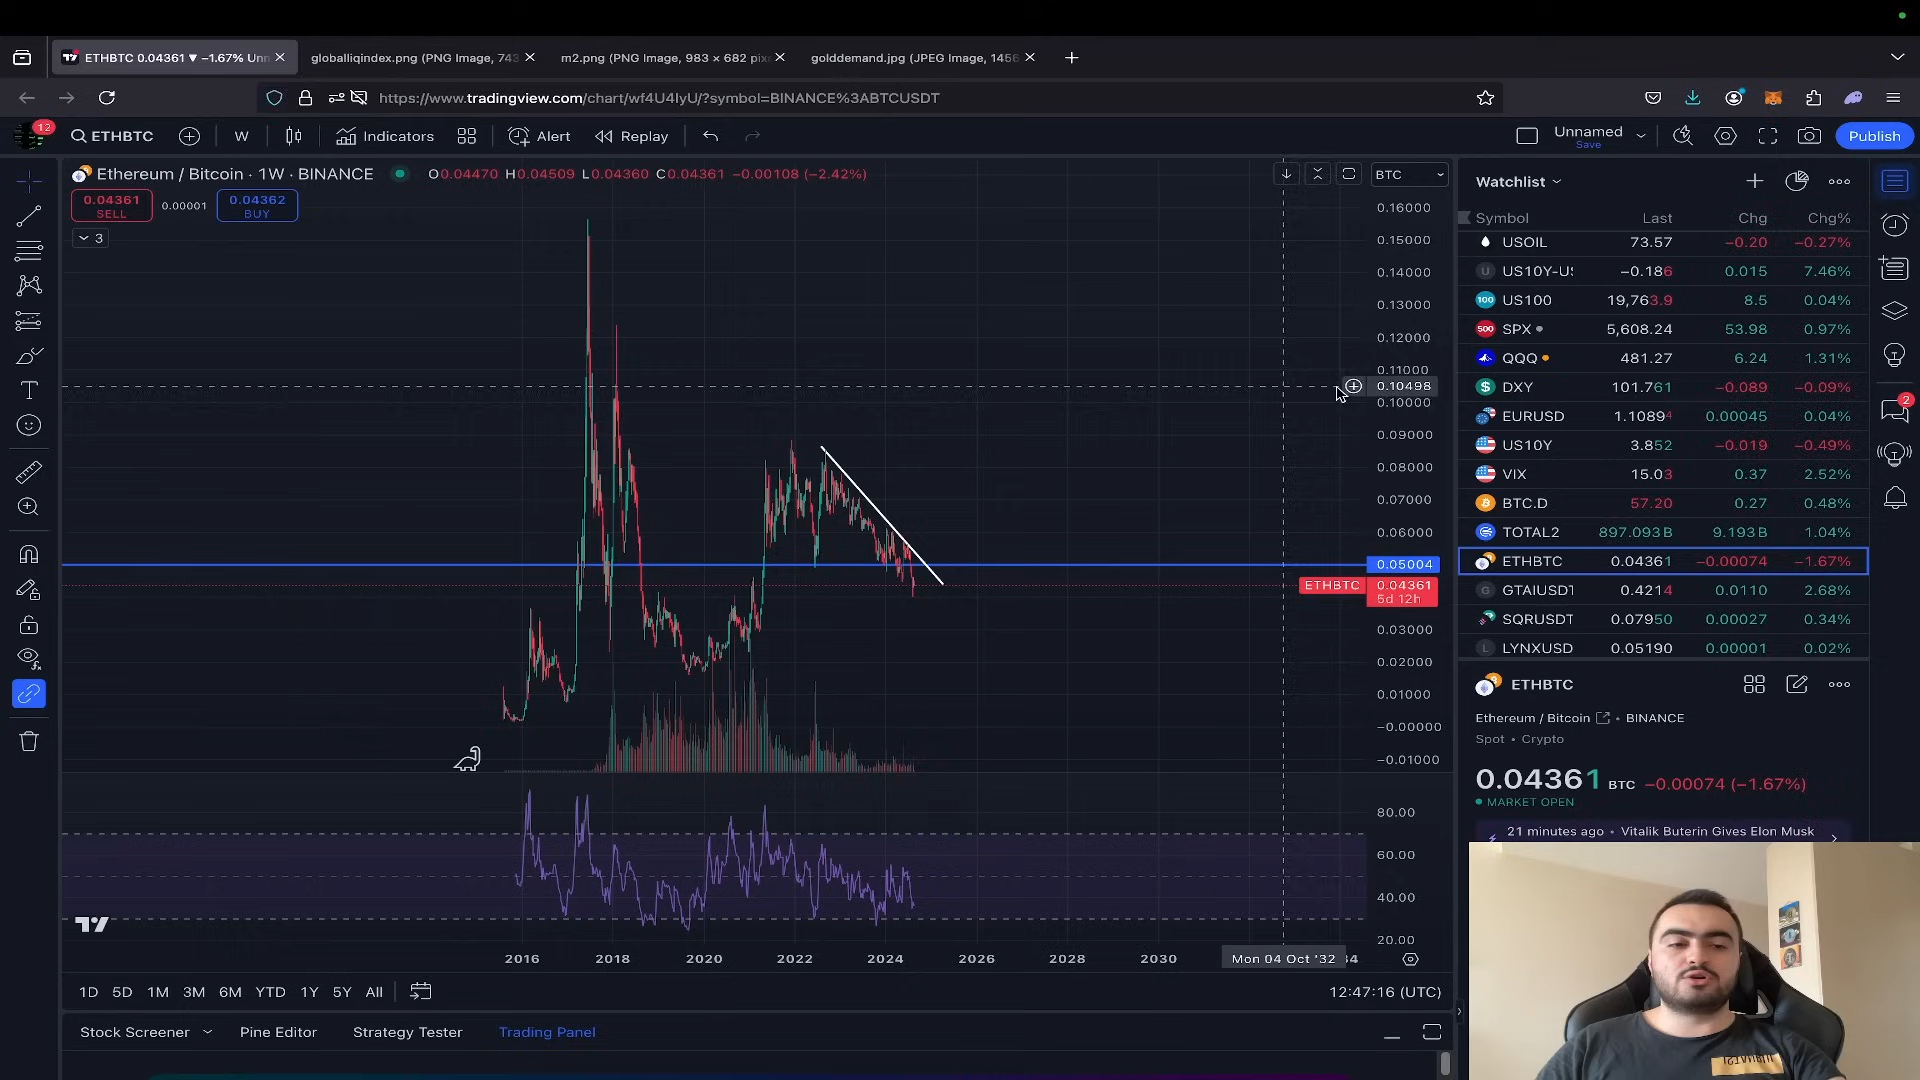 ETHBTC 0.04361 ▼ −1.67% Unn
globalliqindex.png (PNG Image, 743
m2.png (PNG Image, 983 × 682 pix
golddemand.jpg (JPEG Image, 1456
https://www.tradingview.com/chart/wf4U4IyU/?symbol=BINANCE%3ABTCUSDT
12
ETHBTC
W
Indicators
Alert
Replay
Unnamed
Save
Publish
Ethereum / Bitcoin · 1W · BINANCE
O0.04470 H0.04509 L0.04360 C0.04361 −0.00108 (−2.42%)
0.04361
SELL
0.00001
0.04362
BUY
3
BTC
0.16000
0.15000
0.14000
0.13000
0.12000
0.11000
0.10498
0.10000
0.09000
0.08000
0.07000
0.06000
0.05004
ETHBTC 0.04361
5d 12h
0.03000
0.02000
0.01000
−0.00000
−0.01000
80.00
60.00
40.00
20.00
2016 2018 2020 2022 2024 2026 2028 2030 Mon 04 Oct '32 34
1D 5D 1M 3M 6M YTD 1Y 5Y All
12:47:16 (UTC)
Stock Screener Pine Editor Strategy Tester Trading Panel
Watchlist
Symbol Last Chg Chg%
USOIL 73.57 −0.20 −0.27%
US10Y-US −0.186 0.015 7.46%
US100 19,763.9 8.5 0.04%
SPX 5,608.24 53.98 0.97%
QQQ 481.27 6.24 1.31%
DXY 101.761 −0.089 −0.09%
EURUSD 1.10894 0.00045 0.04%
US10Y 3.852 −0.019 −0.49%
VIX 15.03 0.37 2.52%
BTC.D 57.20 0.27 0.48%
TOTAL2 897.093B 9.193B 1.04%
ETHBTC 0.04361 −0.00074 −1.67%
GTAIUSDT 0.4214 0.0110 2.68%
SQRUSDT 0.07950 0.00027 0.34%
LYNXUSD 0.05190 0.00001 0.02%
2
ETHBTC
Ethereum / Bitcoin • BINANCE
Spot • Crypto
0.04361 BTC −0.00074 (−1.67%)
MARKET OPEN
21 minutes ago • Vitalik Buterin Gives Elon Musk